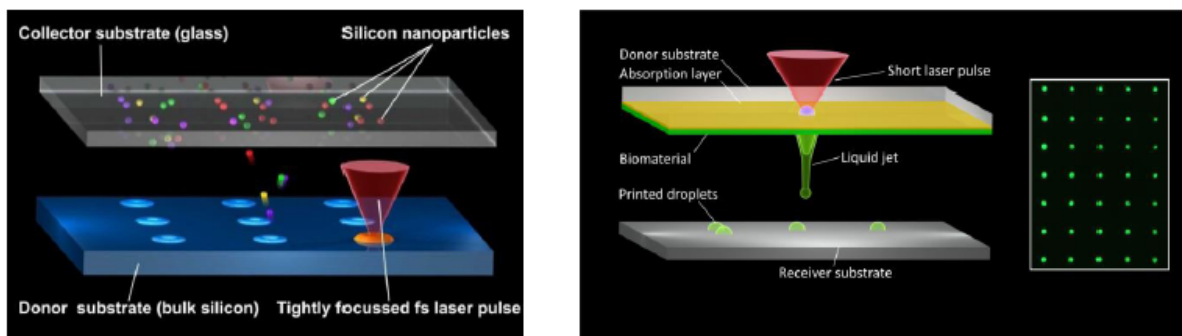 Collector substrate (glass)
Silicon nanoparticles
Donor substrate (bulk silicon)
Tightly focussed fs laser pulse
Donor substrate
Absorption layer
Short laser pulse
Biomaterial
Liquid jet
Printed droplets
Receiver substrate